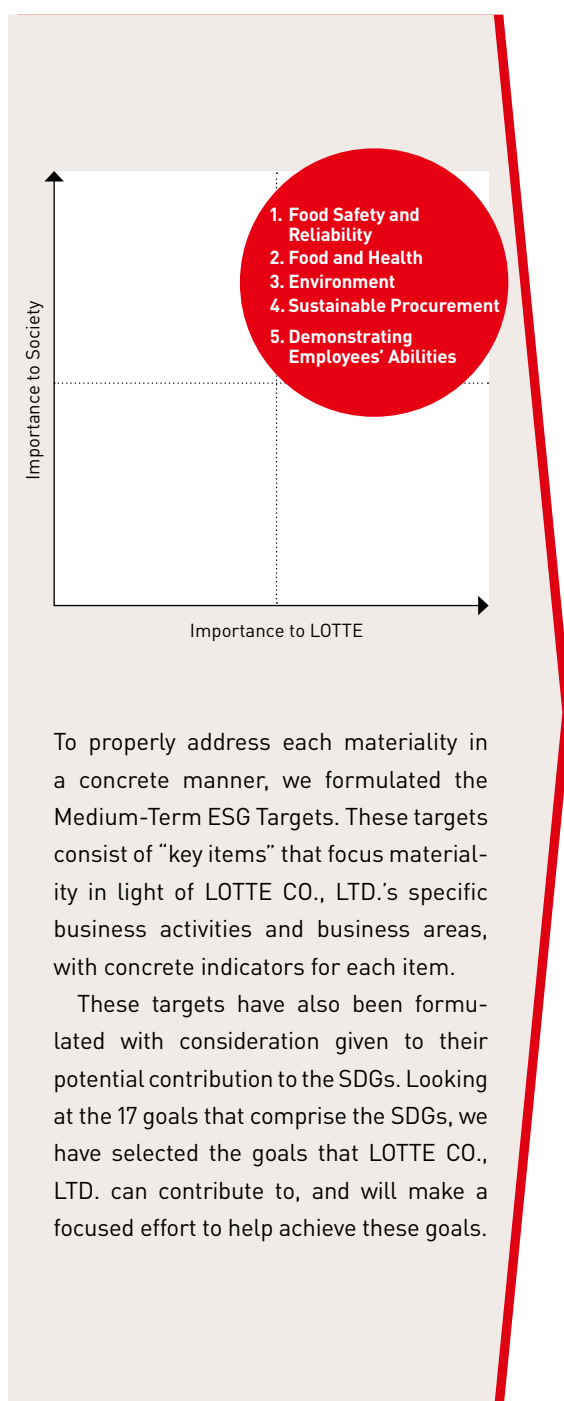 1. Food Safety and
Reliability
2. Food and Health
3. Environment
4. Sustainable Procurement
5. Demonstrating
Employees’ Abilities
Importance to Society
Importance to LOTTE
To properly address each materiality in
a concrete manner, we formulated the
Medium-Term ESG Targets. These targets
consist of “key items” that focus material-
ity in light of LOTTE CO., LTD.’s specific
business activities and business areas,
with concrete indicators for each item.
These targets have also been formu-
lated with consideration given to their
potential contribution to the SDGs. Looking
at the 17 goals that comprise the SDGs, we
have selected the goals that LOTTE CO.,
LTD. can contribute to, and will make a
focused effort to help achieve these goals.